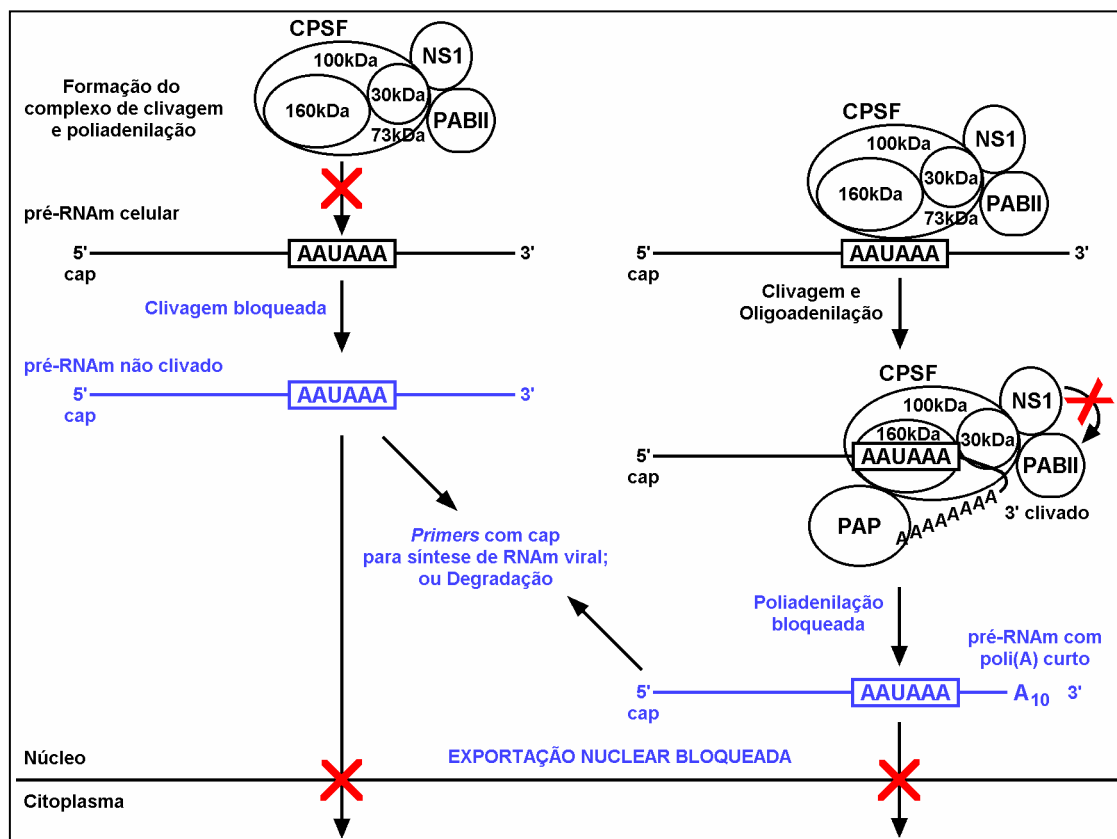 CPSF
100kDa
NS1
30kDa
160kDa
73kDa
PABII
Formação do
complexo de clivagem
e poliadenilação
pré-RNAm celular
5'
cap
AAUAAA
3'
Clivagem bloqueada
pré-RNAm não clivado
5'
cap
AAUAAA
3'
CPSF
100kDa
NS1
30kDa
160kDa
73kDa
PABII
5'
cap
AAUAAA
3'
Clivagem e
Oligoadenilação
CPSF
100kDa
NS1
160kDa
30kDa
5'
cap
AAUAAA
PABII
PAP
AAAAAAA
3' clivado
Primers com cap
para síntese de RNAm viral;
ou Degradação
Poliadenilação
bloqueada
pré-RNAm com
poli(A) curto
5'
cap
AAUAAA
A10
3'
Núcleo
EXPORTAÇÃO NUCLEAR BLOQUEADA
Citoplasma